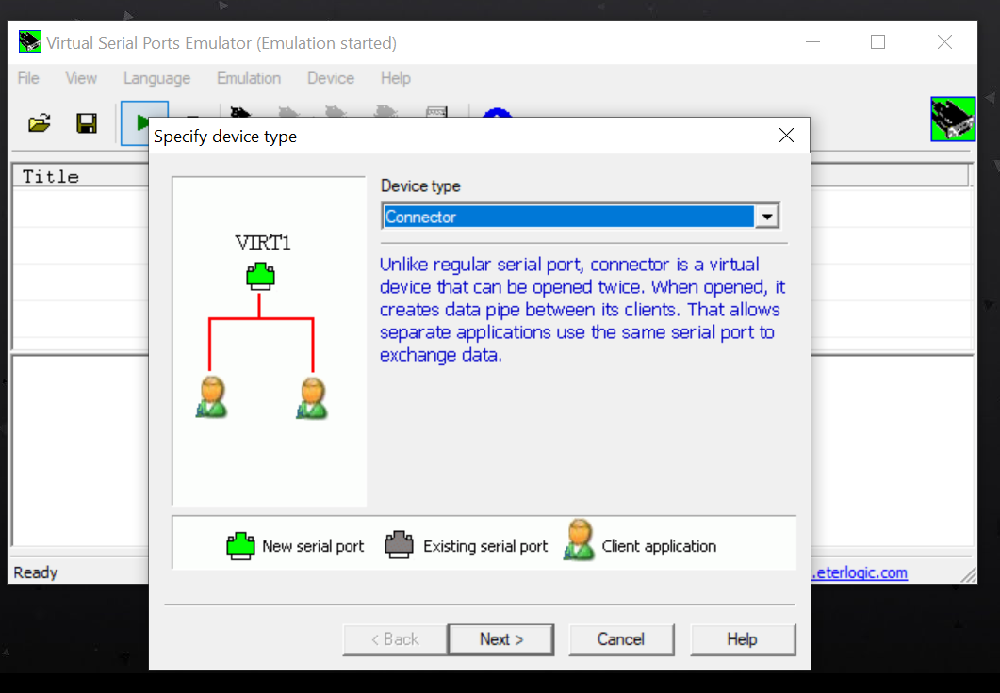 Virtual Serial Ports Emulator (Emulation started)
File View Language Emulation Device Help
Specify device type
Title
Device type
Connector
VIRT1
Unlike regular serial port, connector is a virtual
device that can be opened twice. When opened, it
creates data pipe between its clients. That allows
separate applications use the same serial port to
exchange data.
New serial port Existing serial port Client application
Ready .eterlogic.com
< Back Next > Cancel Help